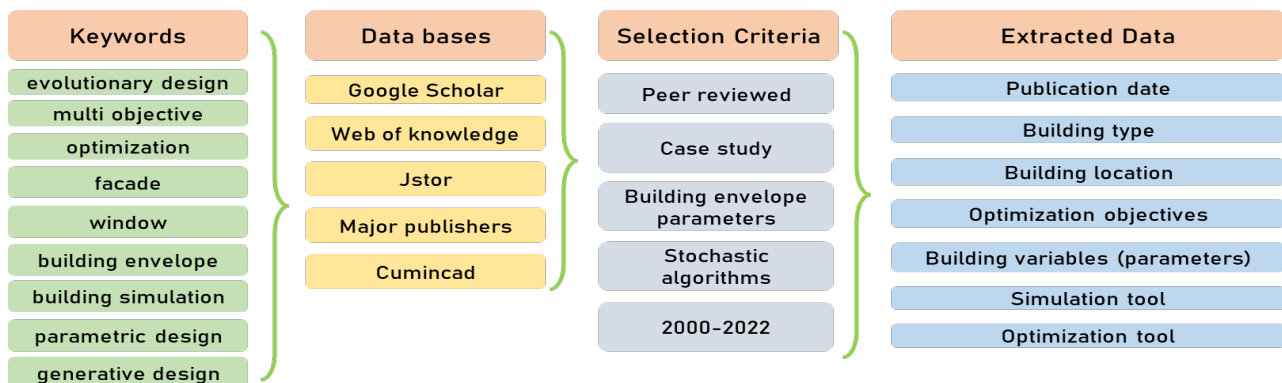 Keywords
evolutionary design
multi objective
optimization
facade
window
building envelope
building simulation
parametric design
generative design
Data bases
Google Scholar
Web of knowledge
Jstor
Major publishers
Cumincad
Selection Criteria
Peer reviewed
Case study
Building envelope
parameters
Stochastic
algorithms
2000-2022
Extracted Data
Publication date
Building type
Building location
Optimization objectives
Building variables (parameters)
Simulation tool
Optimization tool